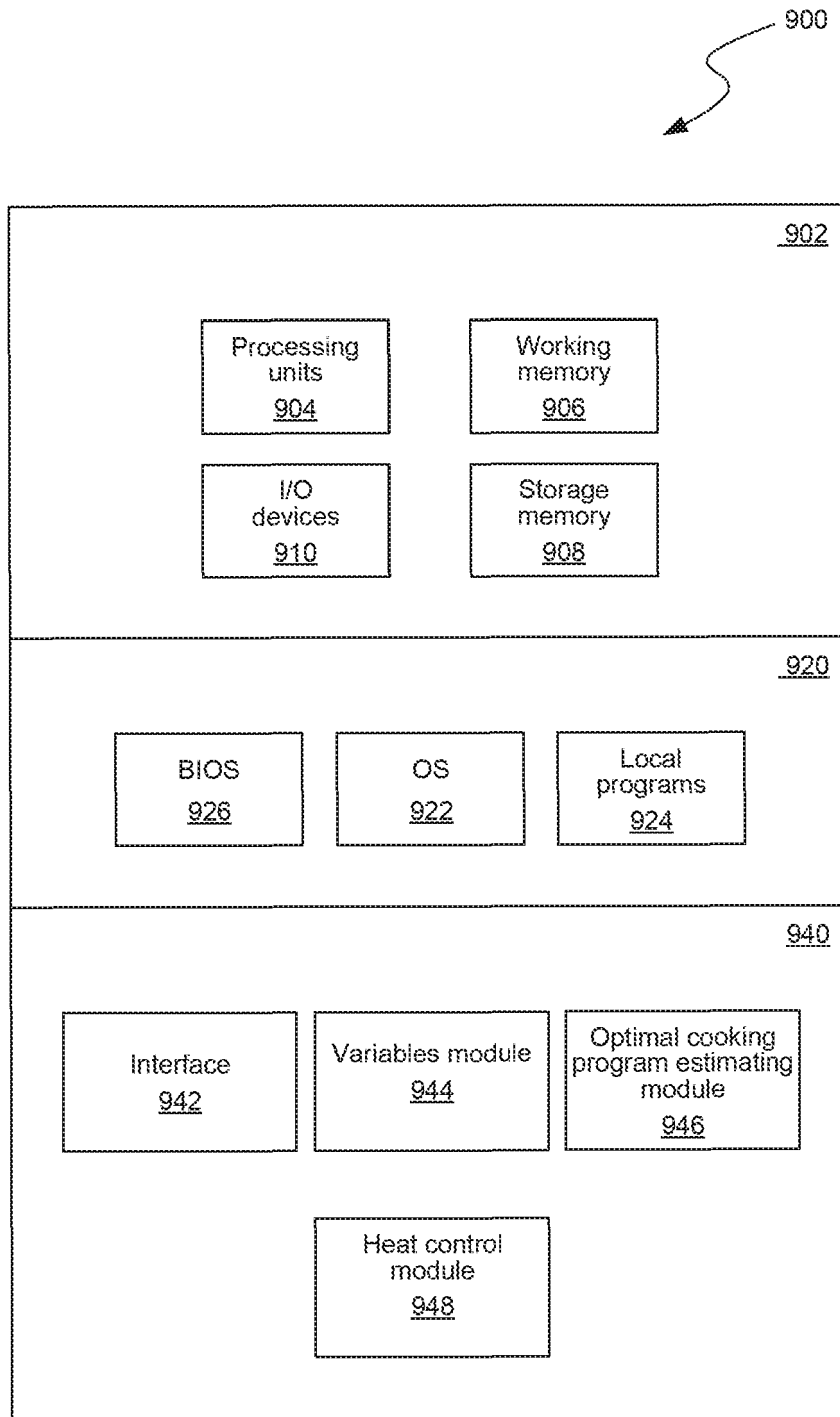 900
902
Processing
units
904
Working
memory
906
I/O
devices
910
Storage
memory
908
920
BIOS
926
OS
922
Local
programs
924
940
Interface
942
Variables module
944
Optimal cooking
program estimating
module
946
Heat control
module
948